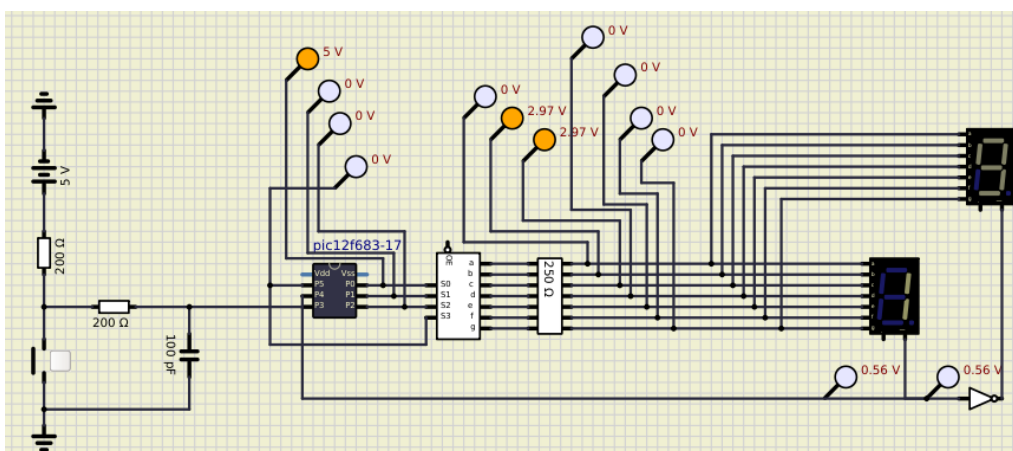 0 V
5 V
0 V
0 V
0 V
0 V
2.97 V
2.97 V
0 V
0 V
0 V
0 V
5 V
200 Ω
200 Ω
100 pF
pic12f683-17
Vdd Vss
P5 P0
P4 P1
P3 P2
OE
S0
S1
S2
S3
a
b
c
d
e
f
g
250 Ω
0.56 V
0.56 V